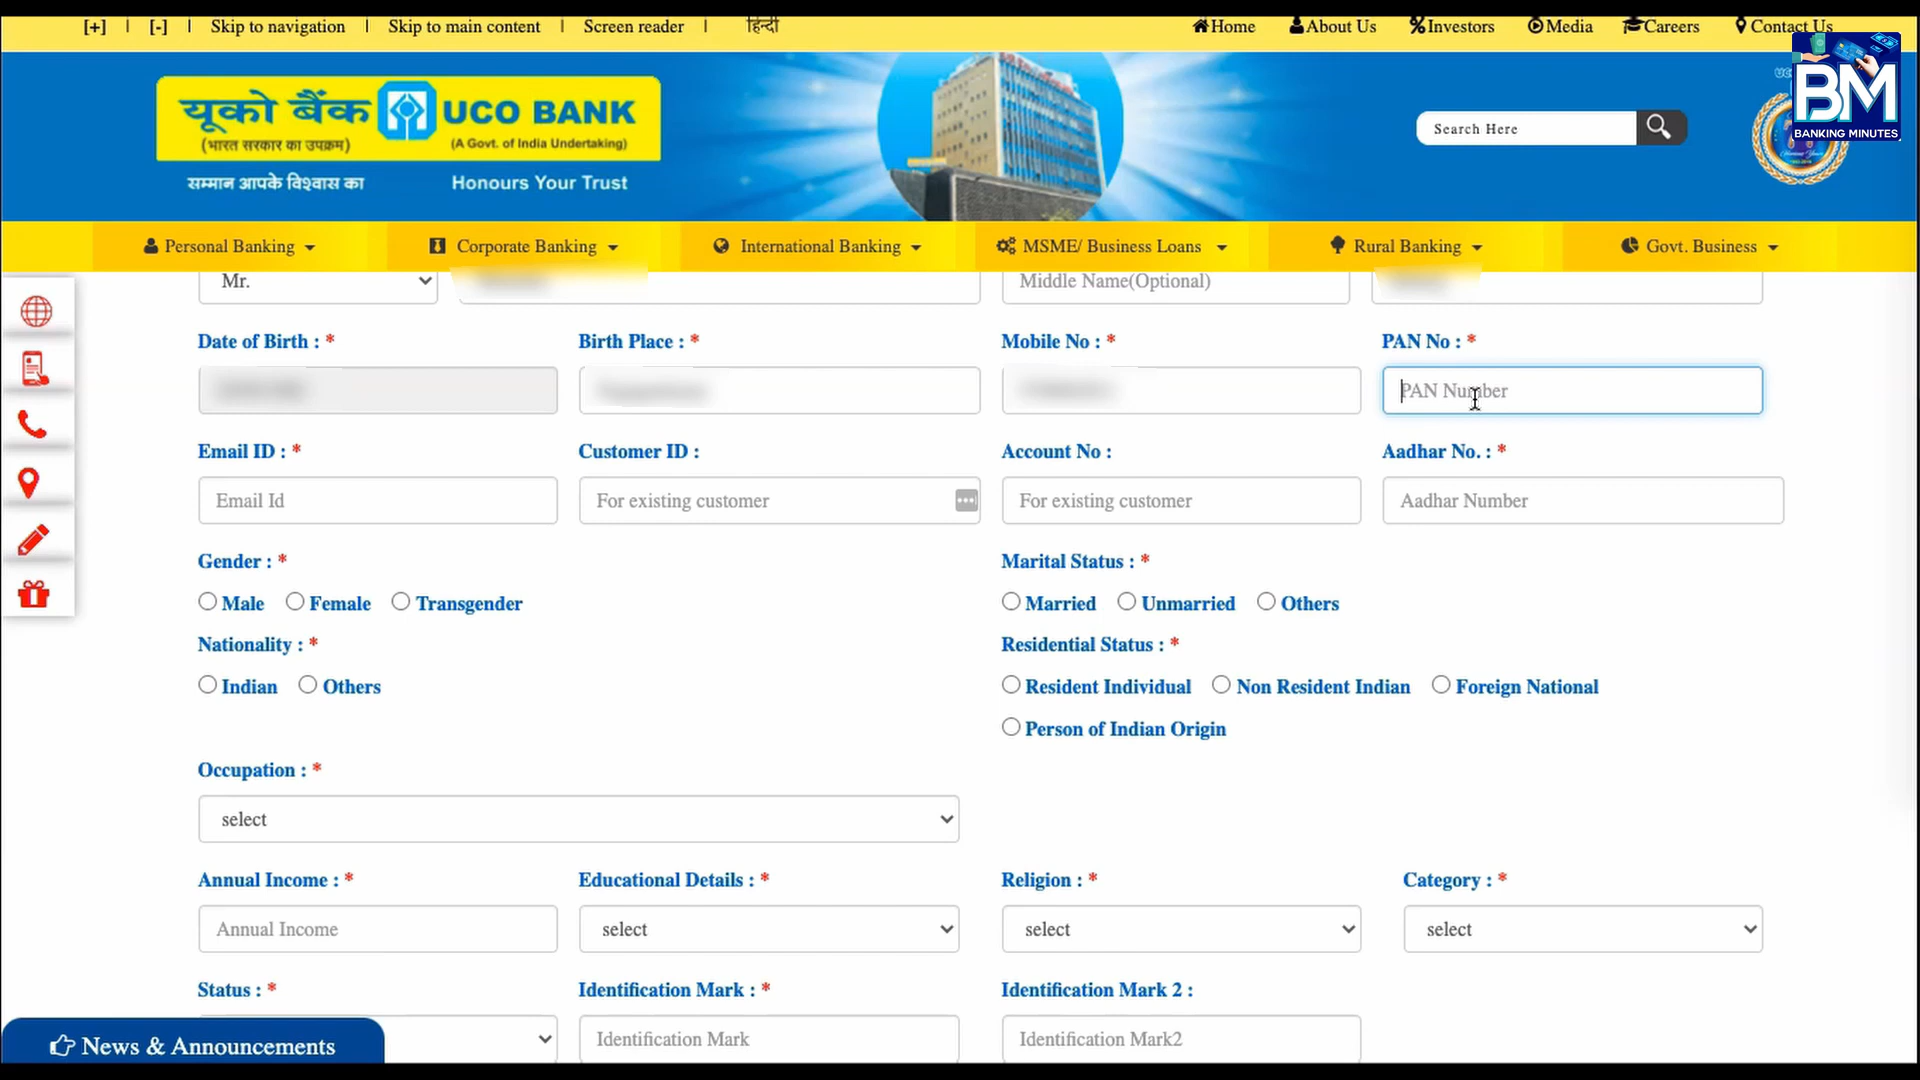 [+] | [-] | Skip to navigation | Skip to main content | Screen reader | हिन्दी Home About Us Investors Media Careers Contact Us
BM
BANKING MINUTES
यूको बैंक UCO BANK
(भारत सरकार का उपक्रम) (A Govt. of India Undertaking)
सम्मान आपके विश्वास का Honours Your Trust
Search Here
Personal Banking Corporate Banking International Banking MSME/ Business Loans Rural Banking Govt. Business
Mr. Middle Name(Optional)
Date of Birth : * Birth Place : * Mobile No : * PAN No : *
PAN Number
Email ID : * Customer ID : Account No : Aadhar No. : *
Email Id For existing customer For existing customer Aadhar Number
Gender : * Marital Status : *
Male Female Transgender Married Unmarried Others
Nationality : * Residential Status : *
Indian Others Resident Individual Non Resident Indian Foreign National
Person of Indian Origin
Occupation : *
select
Annual Income : * Educational Details : * Religion : * Category : *
Annual Income select select select
Status : * Identification Mark : * Identification Mark 2 :
Identification Mark Identification Mark2
News & Announcements